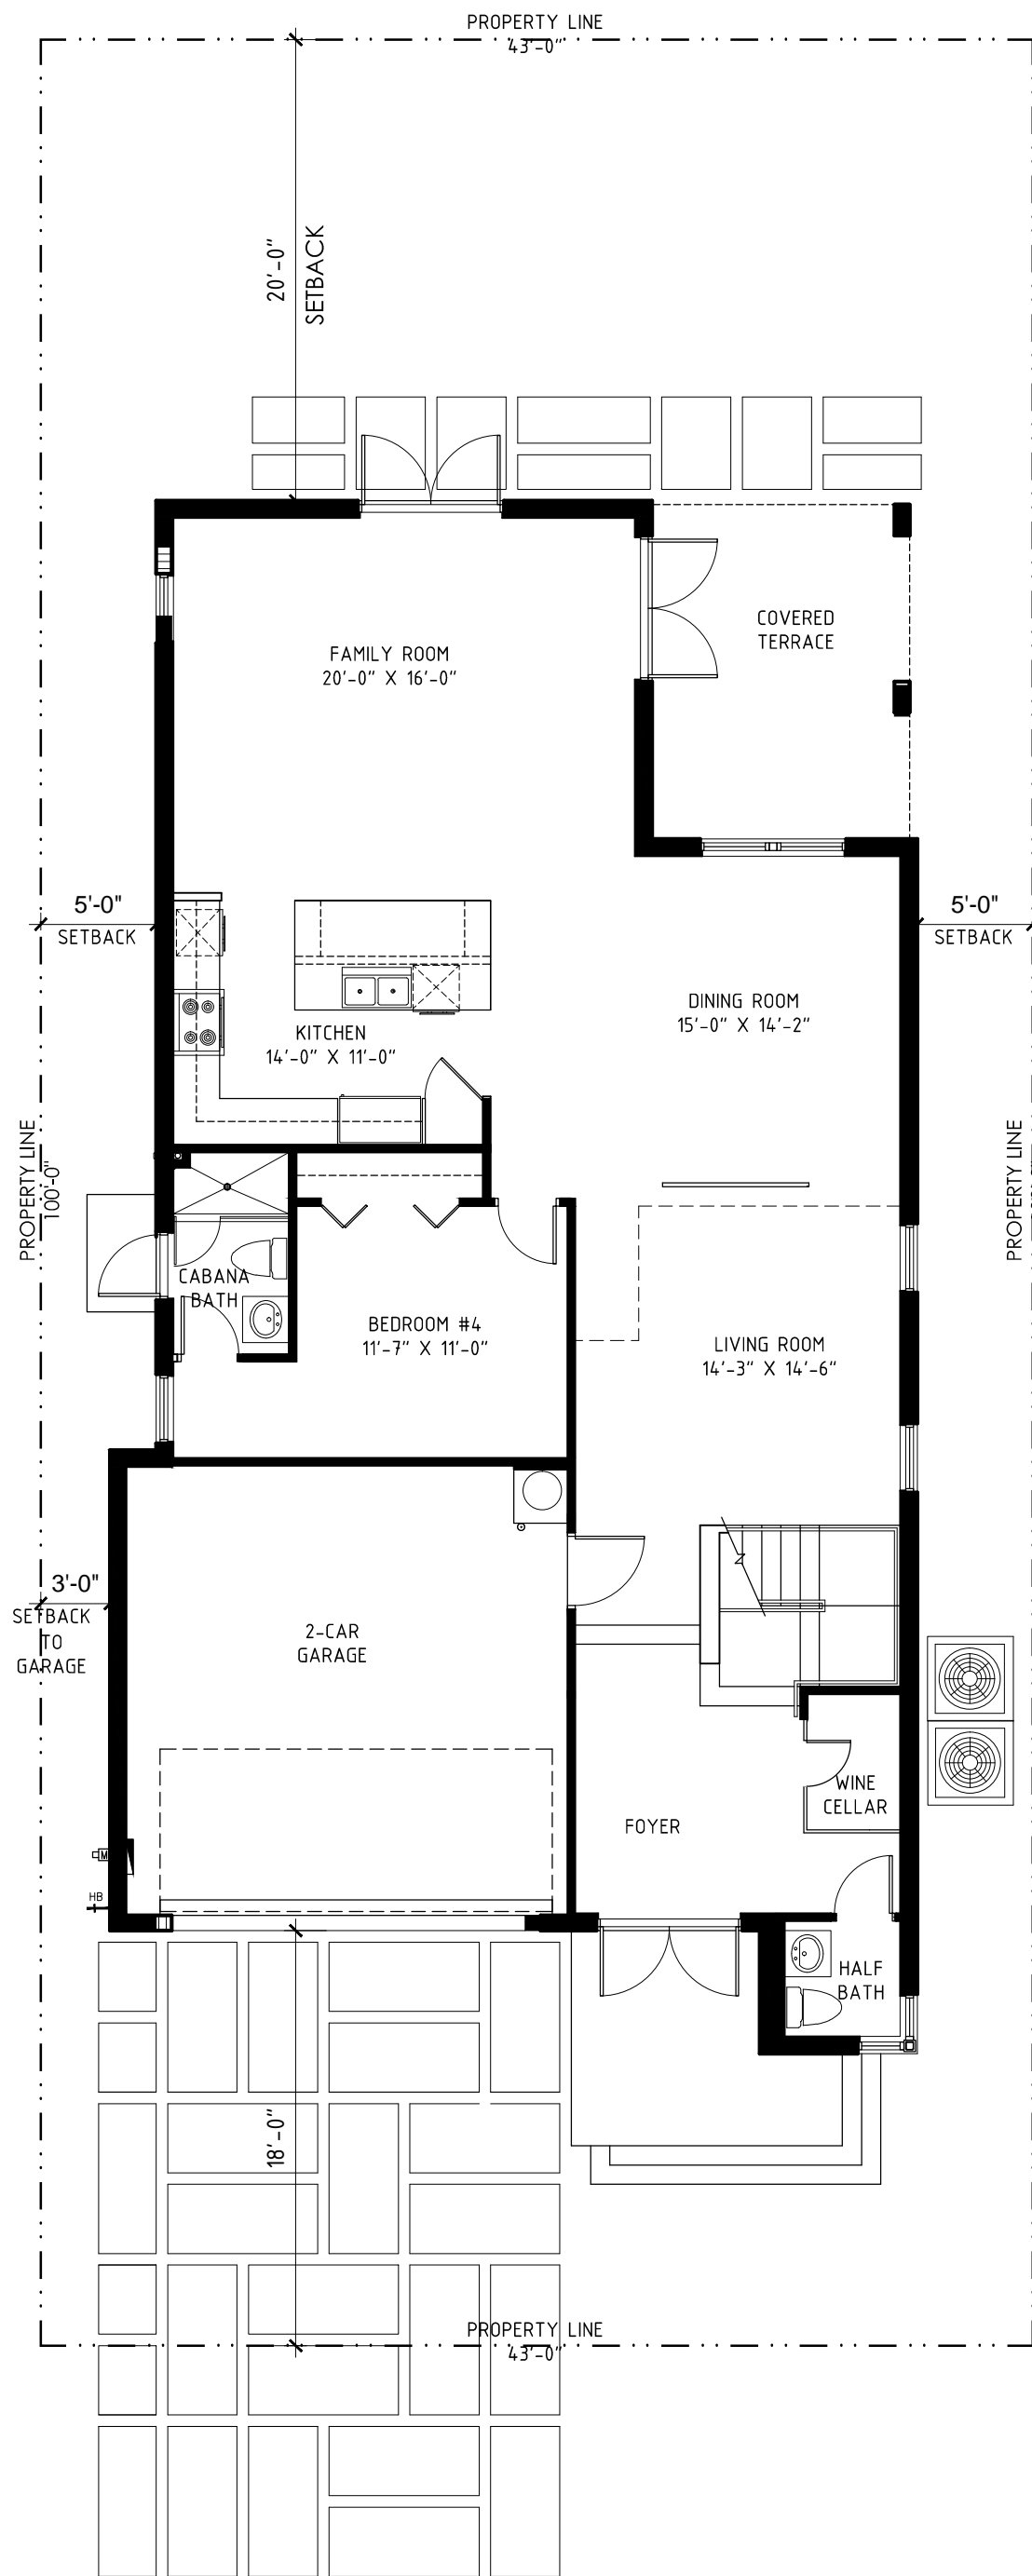 PROPERTY LINE
43'-0"
20'-0"
SETBACK
COVERED
TERRACE
FAMILY ROOM
20'-0" X 16'-0"
5'-0"
SETBACK
5'-0"
SETBACK
DINING ROOM
15'-0" X 14'-2"
KITCHEN
14'-0" X 11'-0"
PROPERTY LINE
100'-0"
PROPERTY LINE
CABANA
BATH
BEDROOM #4
11'-7" X 11'-0"
LIVING ROOM
14'-3" X 14'-6"
3'-0"
SETBACK
TO
GARAGE
2-CAR
GARAGE
WINE
CELLAR
FOYER
M
HB
HALF
BATH
18'-0"
PROPERTY LINE
43'-0"